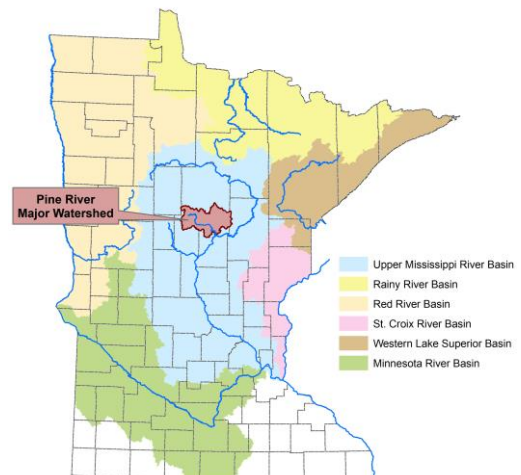 Pine River
Major Watershed
Upper Mississippi River Basin
Rainy River Basin
Red River Basin
St. Croix River Basin
Western Lake Superior Basin
Minnesota River Basin